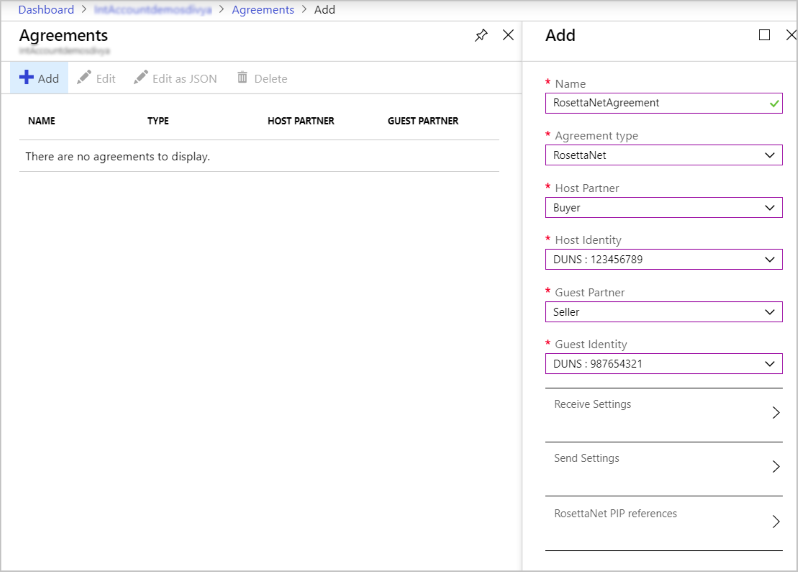 Dashboard > IntAccountdemosdivya > Agreements > Add
Agreements
IntAccountdemosdivya
Add Edit Edit as JSON Delete
NAME TYPE HOST PARTNER GUEST PARTNER
There are no agreements to display.
Add
* Name
RosettaNetAgreement
* Agreement type
RosettaNet
* Host Partner
Buyer
* Host Identity
DUNS : 123456789
* Guest Partner
Seller
* Guest Identity
DUNS : 987654321
Receive Settings
Send Settings
RosettaNet PIP references